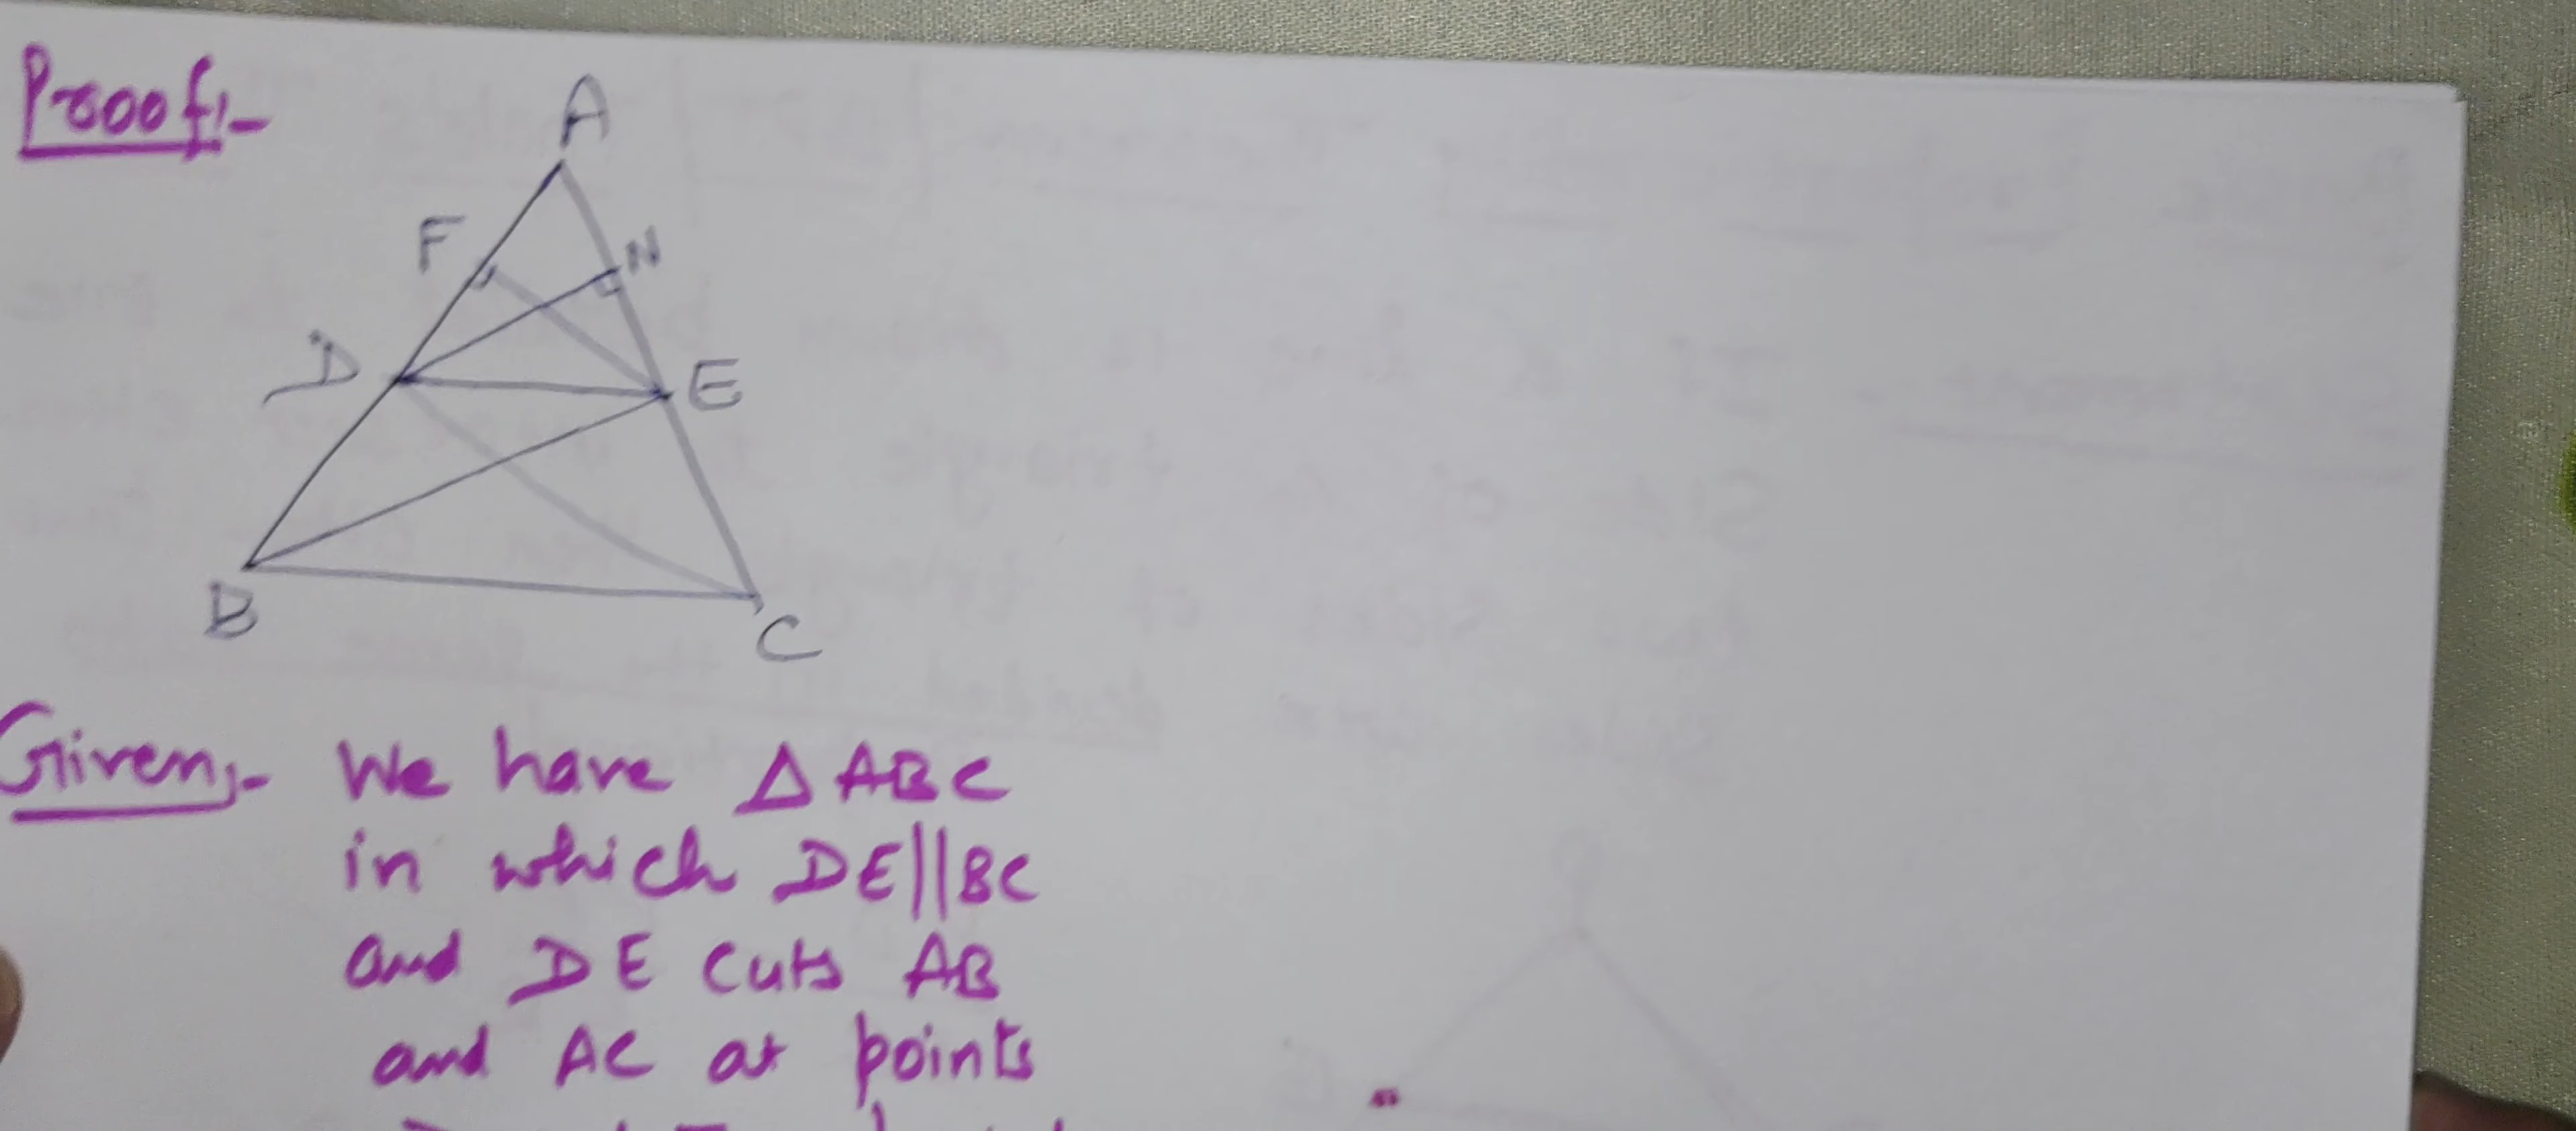 Proof:-
A
F
N
D
E
B
C
Given:- We have Δ ABC
in which DE||BC
and DE cuts AB
and AC at points